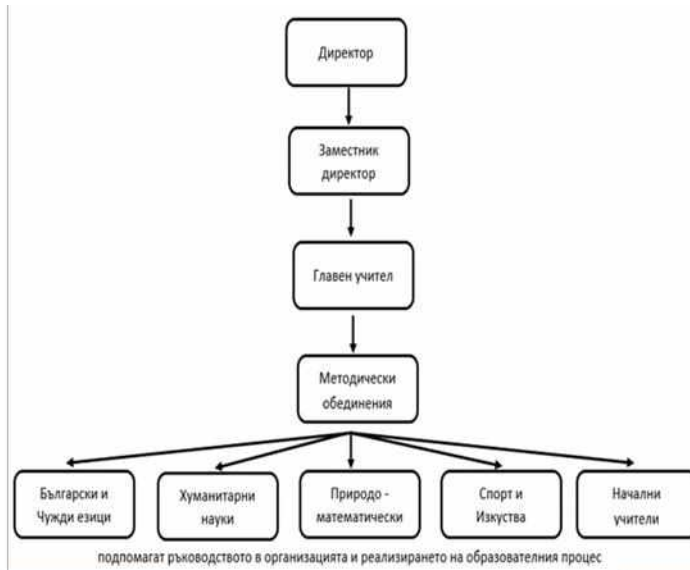 Директор
Заместник
директор
Главен учител
Методически
обединения
Български и
Чужди езици
Хуманитарни
науки
Природо -
математически
Спорт и
Изкуства
Начални
учители
подпомагат ръководството в организацията и реализирането на образователния процес